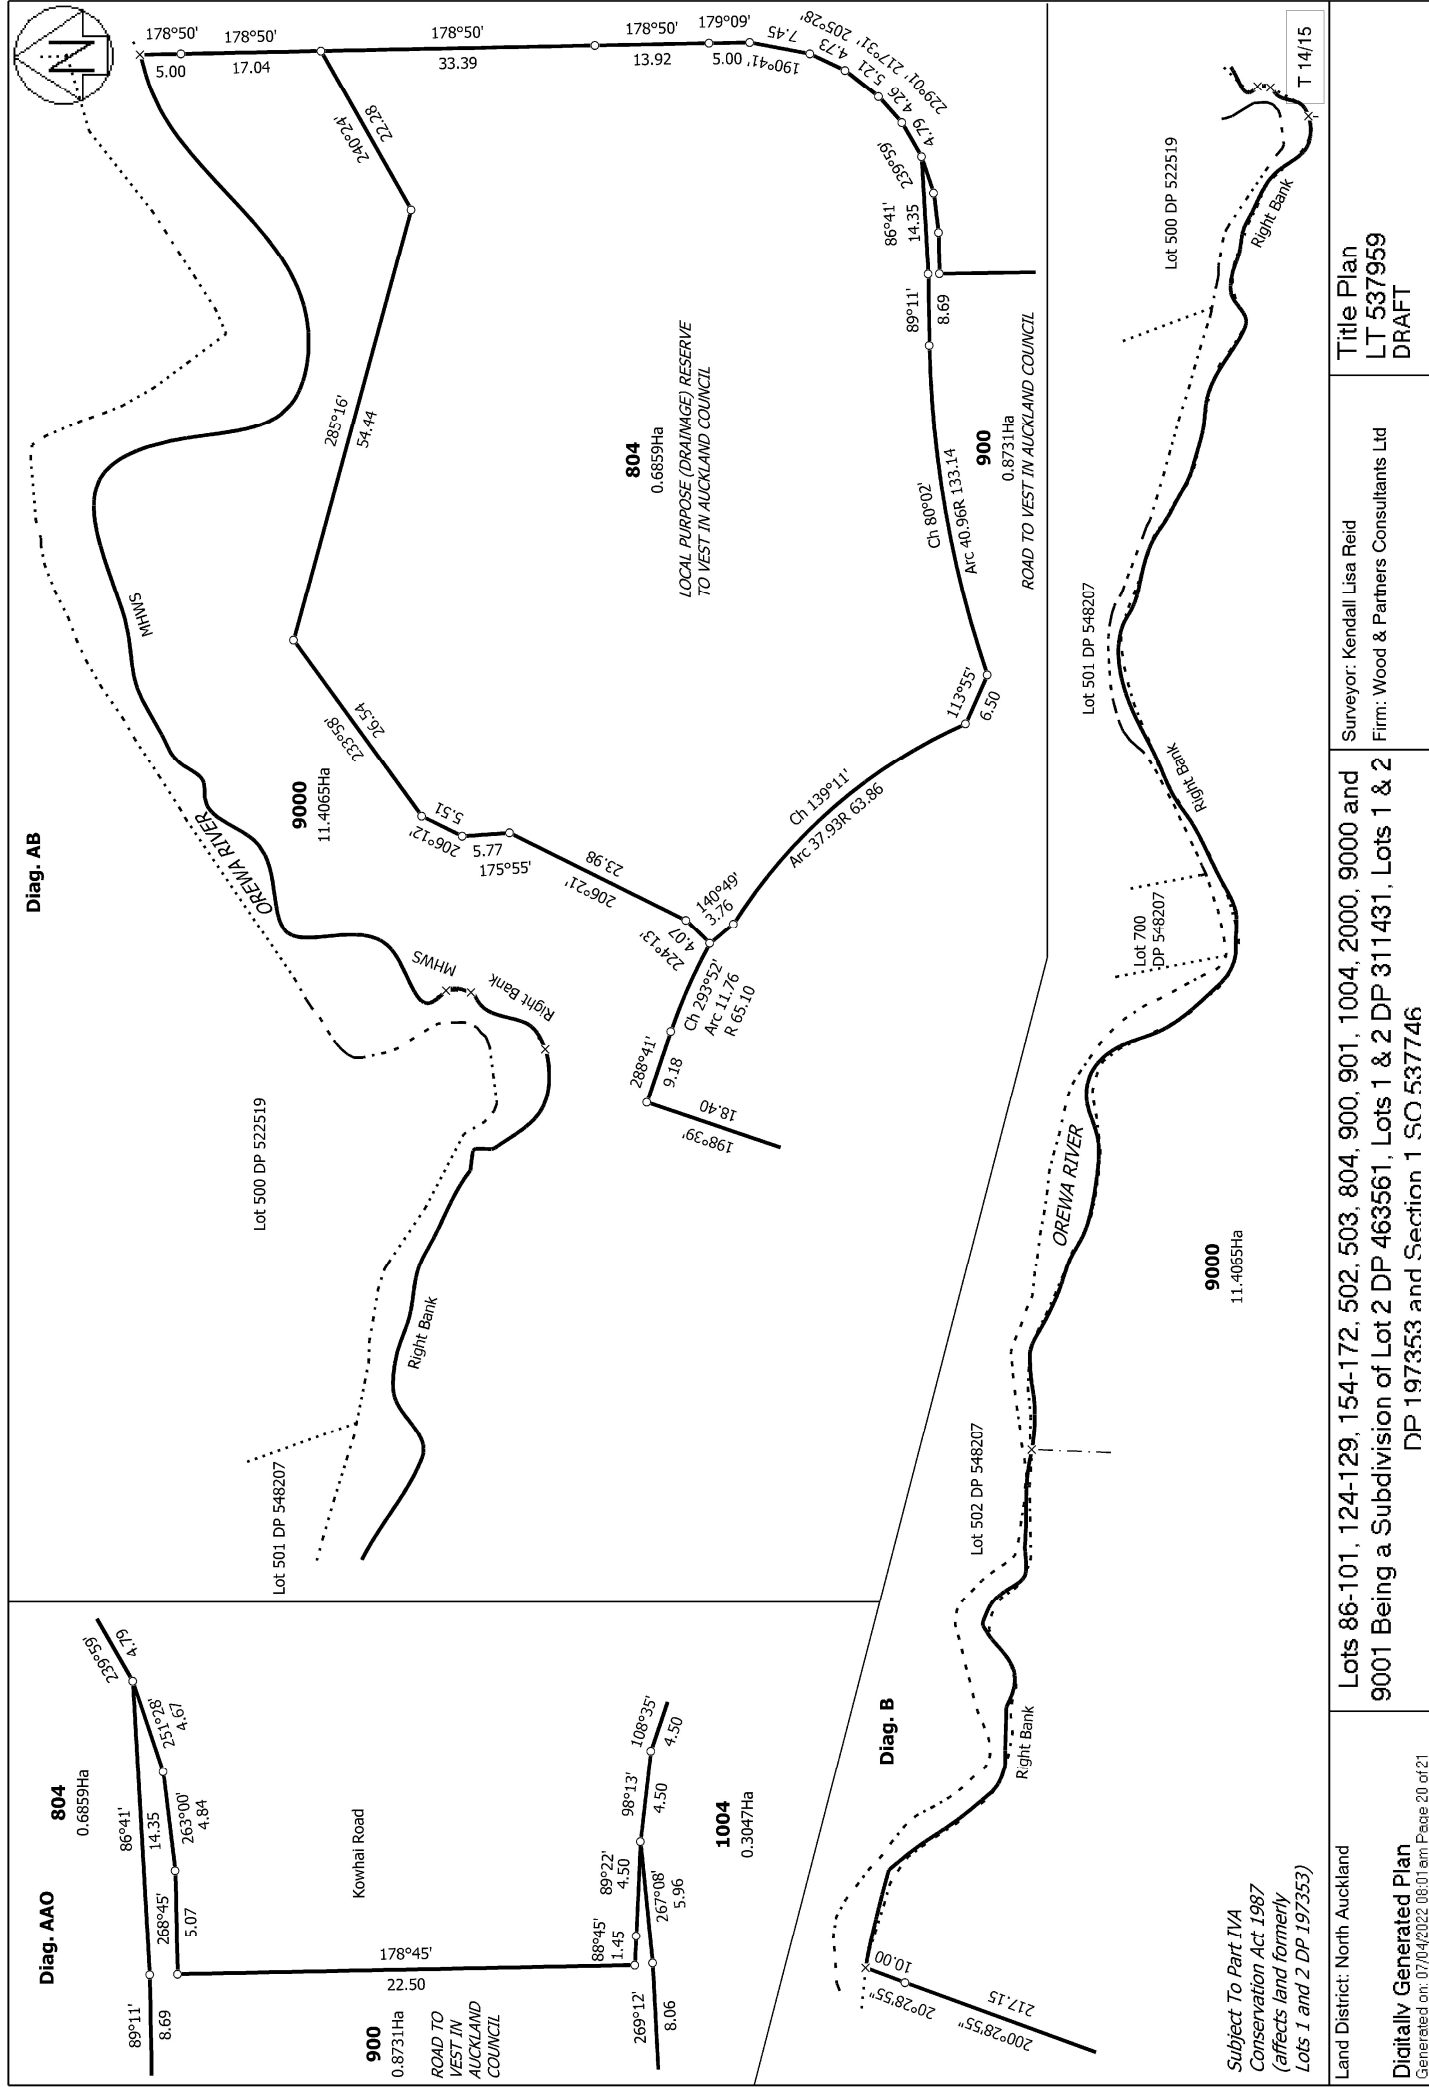 Diag. AAO
804
0.6859Ha
239°59'
4.79
86°41'
14.35
251°28'
4.67
263°00'
4.84
268°45'
5.07
89°11'
8.69
Kowhai Road
178°45'
22.50
900
0.8731Ha
ROAD TO
VEST IN
AUCKLAND
COUNCIL
88°45'
1.45
89°22'
4.50
98°13'
4.50
108°35'
4.50
267°08'
5.96
269°12'
8.06
1004
0.3047Ha
Diag. AB
N
178°50'
5.00
178°50'
17.04
178°50'
33.39
178°50'
13.92
179°09'
5.00
190°41'
7.45
205°28'
4.73
217°31'
5.21
229°01'
4.26
239°59'
4.79
240°24'
22.28
285°16'
54.44
233°58'
26.54
206°12'
5.51
5.77
175°55'
206°21'
23.98
224°13'
4.07
140°49'
3.76
Ch 293°52'
Arc 11.76
R 65.10
288°41'
9.18
198°39'
18.40
Ch 139°11'
Arc 37.93R 63.86
113°55'
6.50
Ch 80°02'
Arc 40.96R 133.14
89°11'
8.69
86°41'
14.35
MHWS
OREWA RIVER
MHWS
Right Bank
9000
11.4065Ha
Lot 500 DP 522519
Right Bank
Lot 501 DP 548207
804
0.6859Ha
LOCAL PURPOSE (DRAINAGE) RESERVE
TO VEST IN AUCKLAND COUNCIL
900
0.8731Ha
ROAD TO VEST IN AUCKLAND COUNCIL
Diag. B
10.00
20°28'55"
217.15
200°28'55"
Right Bank
Lot 502 DP 548207
OREWA RIVER
9000
11.4065Ha
Lot 700
DP 548207
Right Bank
Lot 501 DP 548207
Lot 500 DP 522519
Right Bank
T 14/15
Subject To Part IVA
Conservation Act 1987
(affects land formerly
Lots 1 and 2 DP 197353)
Land District: North Auckland
Digitally Generated Plan
Generated on: 07/04/2022 08:01am Page 20 of 21
Lots 86-101, 124-129, 154-172, 502, 503, 804, 900, 901, 1004, 2000, 9000 and
9001 Being a Subdivision of Lot 2 DP 463561, Lots 1 & 2 DP 311431, Lots 1 & 2
DP 197353 and Section 1 SO 537746
Surveyor: Kendall Lisa Reid
Firm: Wood & Partners Consultants Ltd
Title Plan
LT 537959
DRAFT